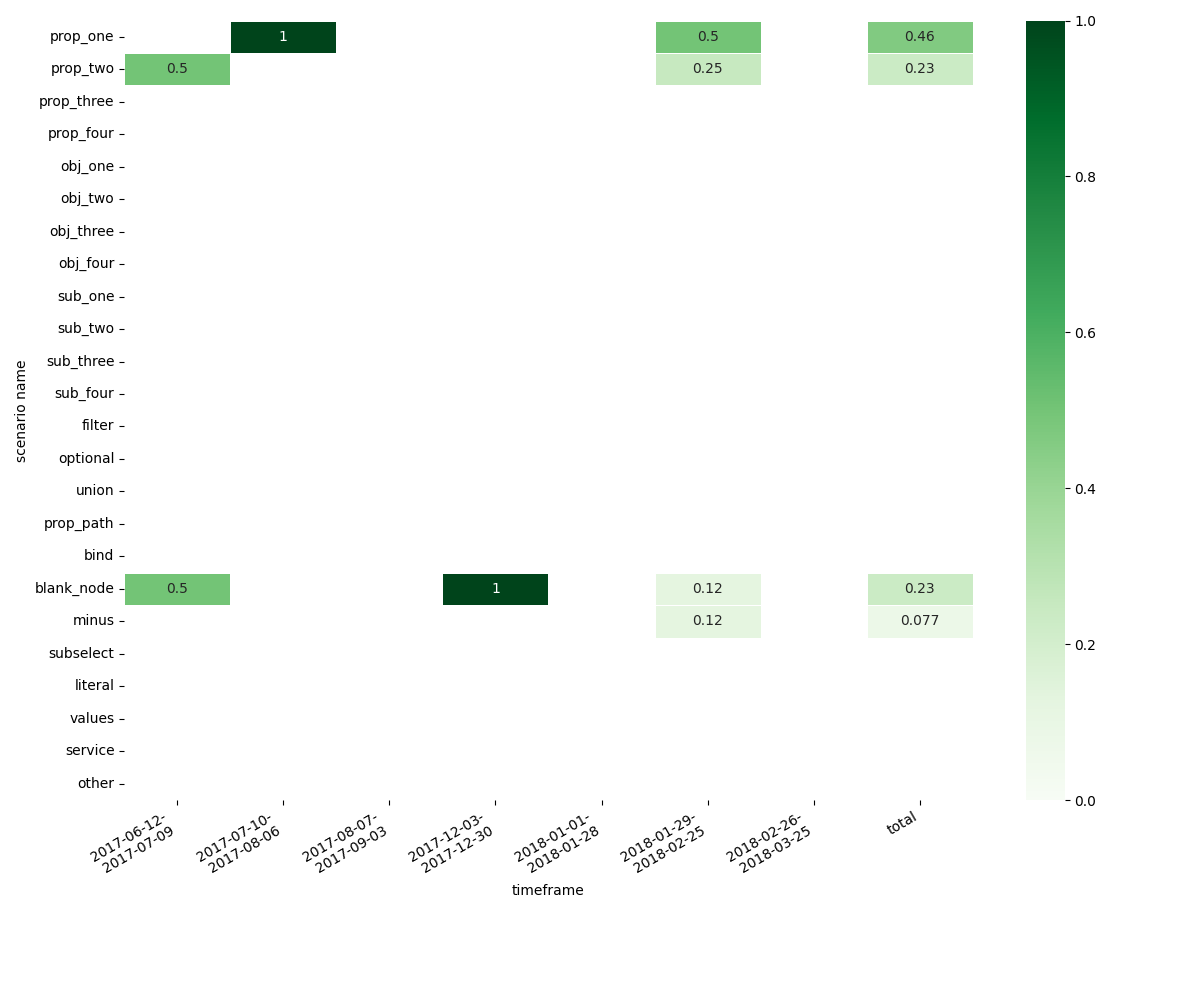 prop_one
1
0.5
0.46
prop_two
0.5
0.25
0.23
prop_three
prop_four
obj_one
obj_two
obj_three
obj_four
sub_one
sub_two
sub_three
sub_four
filter
optional
union
prop_path
bind
blank_node
0.5
1
0.12
0.23
minus
0.12
0.077
subselect
literal
values
service
other
scenario name
2017-06-12-
2017-07-09
2017-07-10-
2017-08-06
2017-08-07-
2017-09-03
2017-12-03-
2017-12-30
2018-01-01-
2018-01-28
2018-01-29-
2018-02-25
2018-02-26-
2018-03-25
total
timeframe
1.0
0.8
0.6
0.4
0.2
0.0